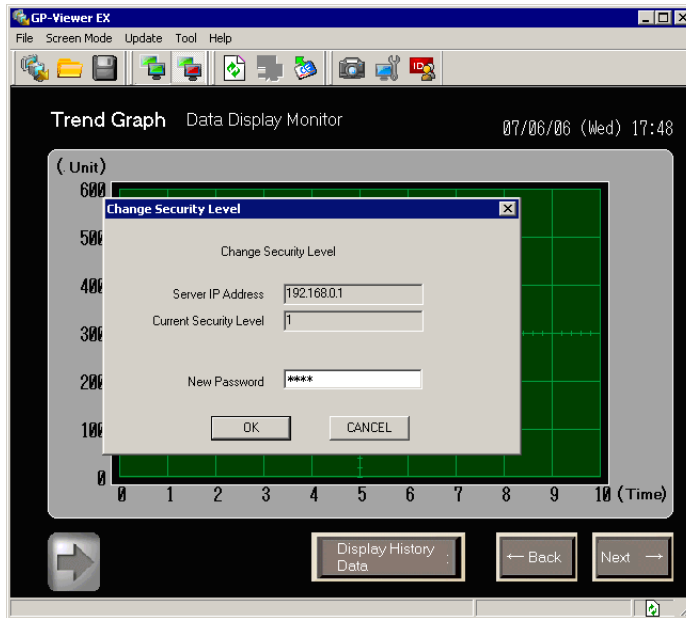 GP-Viewer EX
File Screen Mode Update Tool Help
ID
Trend Graph Data Display Monitor
07/06/06 (Wed) 17:48
(. Unit)
600
Change Security Level
Change Security Level
Server IP Address 192.168.0.1
Current Security Level 1
New Password ****
OK CANCEL
300
200
100
0
0 1 2 3 4 5 6 7 8 9 10 (Time)
Display History
Data :
← Back
Next →